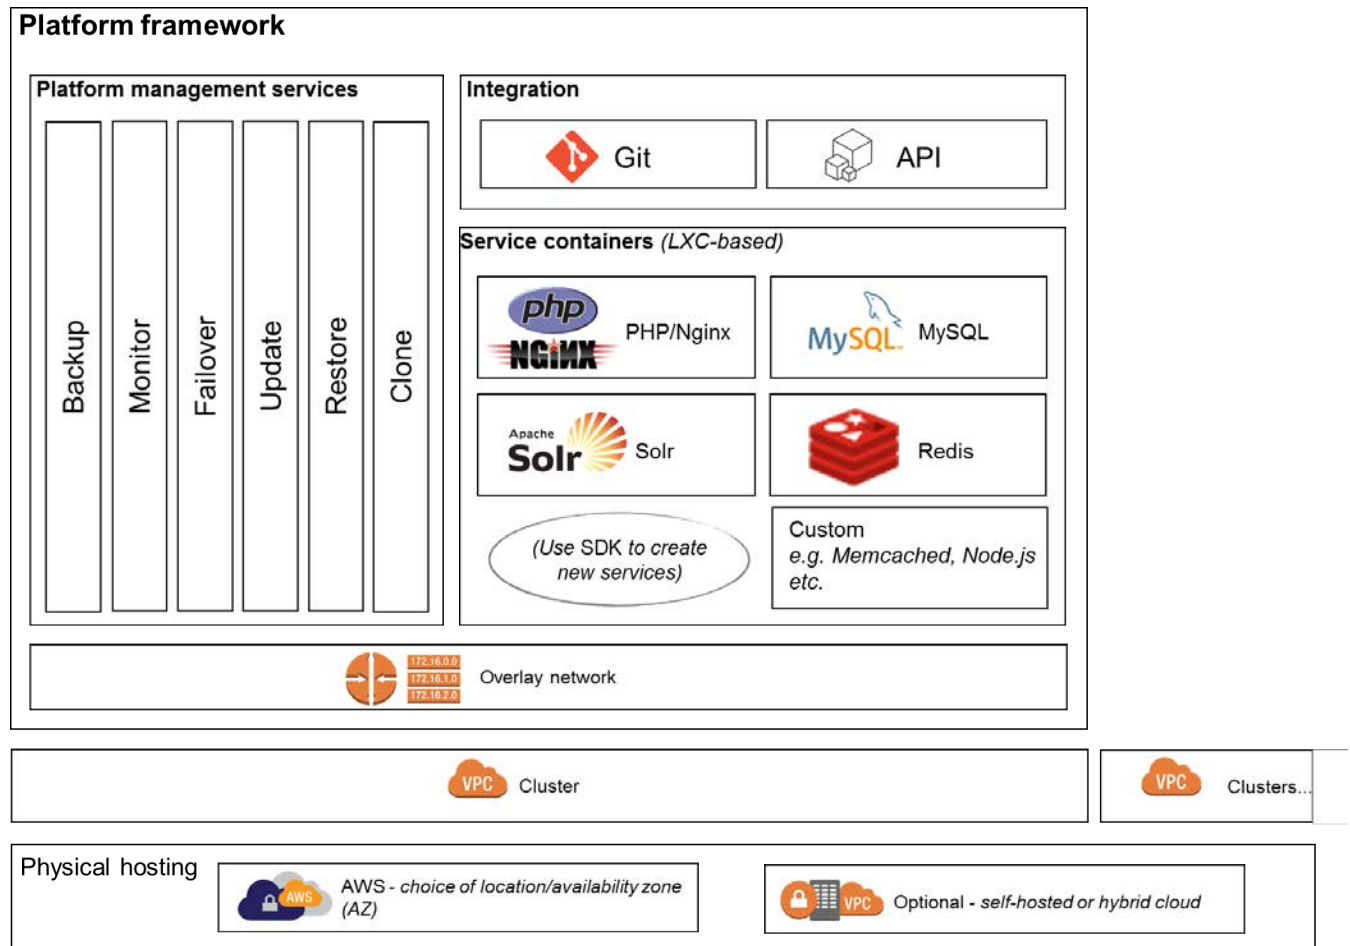 Platform framework
Platform management services
Backup
Monitor
Failover
Update
Restore
Clone
Integration
Git
API
Service containers (LXC-based)
php
NGINX
PHP/Nginx
MySQL
MySQL
Apache
Solr
Solr
Redis
(Use SDK to create
new services)
Custom
e.g. Memcached, Node.js
etc.
172.16.0.0
172.16.1.0
172.16.2.0
Overlay network
VPC
Cluster
VPC
Clusters...
Physical hosting
AWS
AWS - choice of location/availability zone
(AZ)
VPC
Optional - self-hosted or hybrid cloud